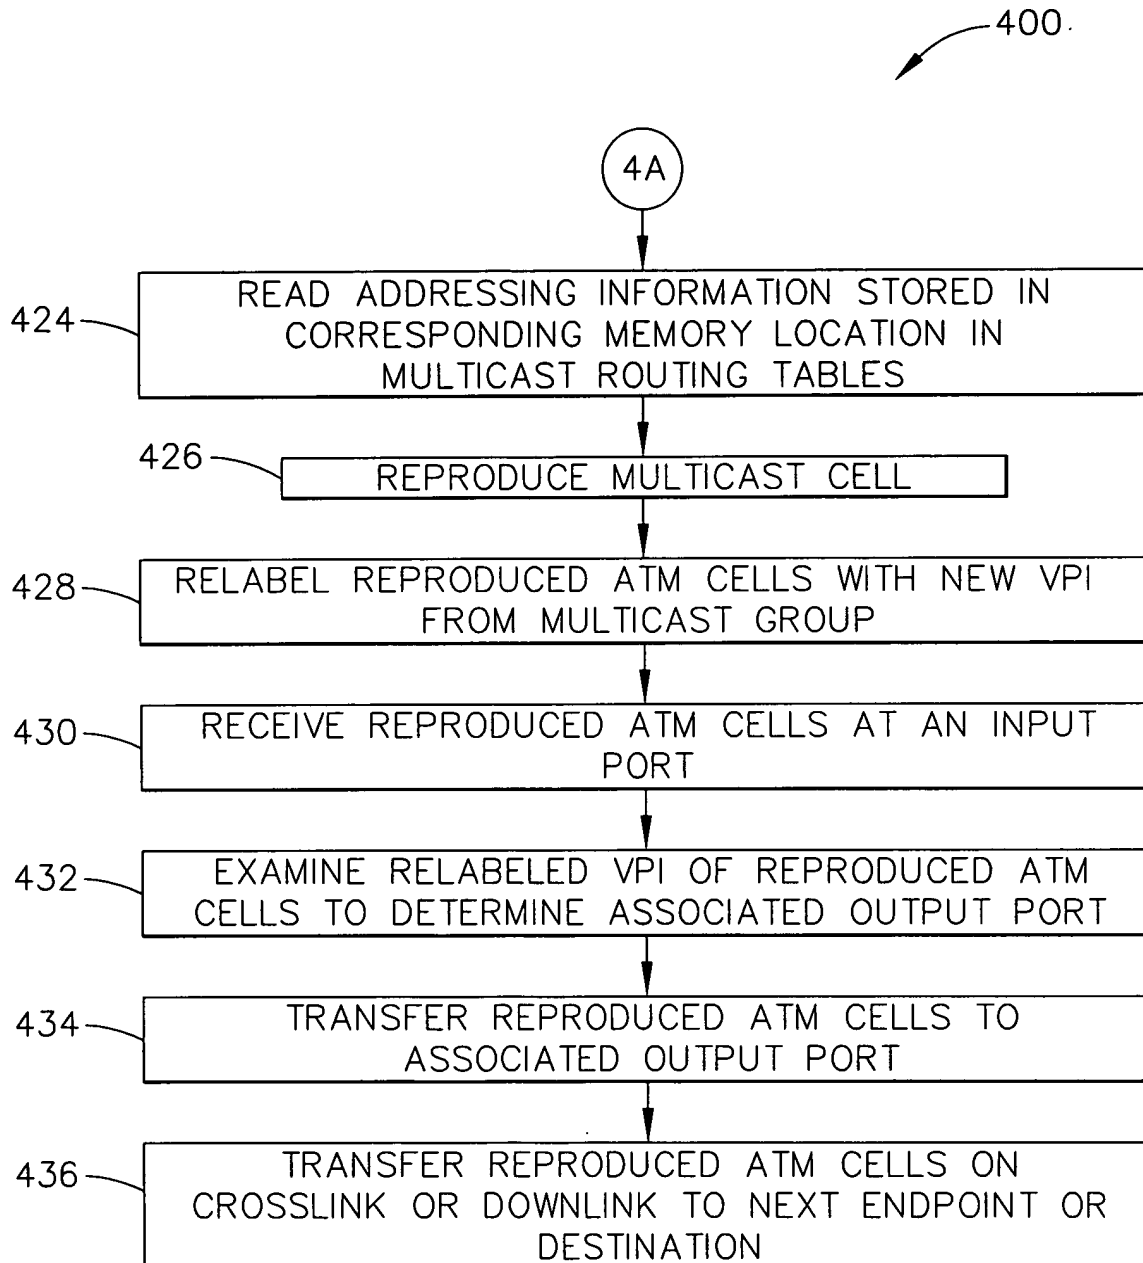 400
4A
424
READ ADDRESSING INFORMATION STORED IN
CORRESPONDING MEMORY LOCATION IN
MULTICAST ROUTING TABLES
426
REPRODUCE MULTICAST CELL
428
RELABEL REPRODUCED ATM CELLS WITH NEW VPI
FROM MULTICAST GROUP
430
RECEIVE REPRODUCED ATM CELLS AT AN INPUT
PORT
432
EXAMINE RELABELED VPI OF REPRODUCED ATM
CELLS TO DETERMINE ASSOCIATED OUTPUT PORT
434
TRANSFER REPRODUCED ATM CELLS TO
ASSOCIATED OUTPUT PORT
436
TRANSFER REPRODUCED ATM CELLS ON
CROSSLINK OR DOWNLINK TO NEXT ENDPOINT OR
DESTINATION